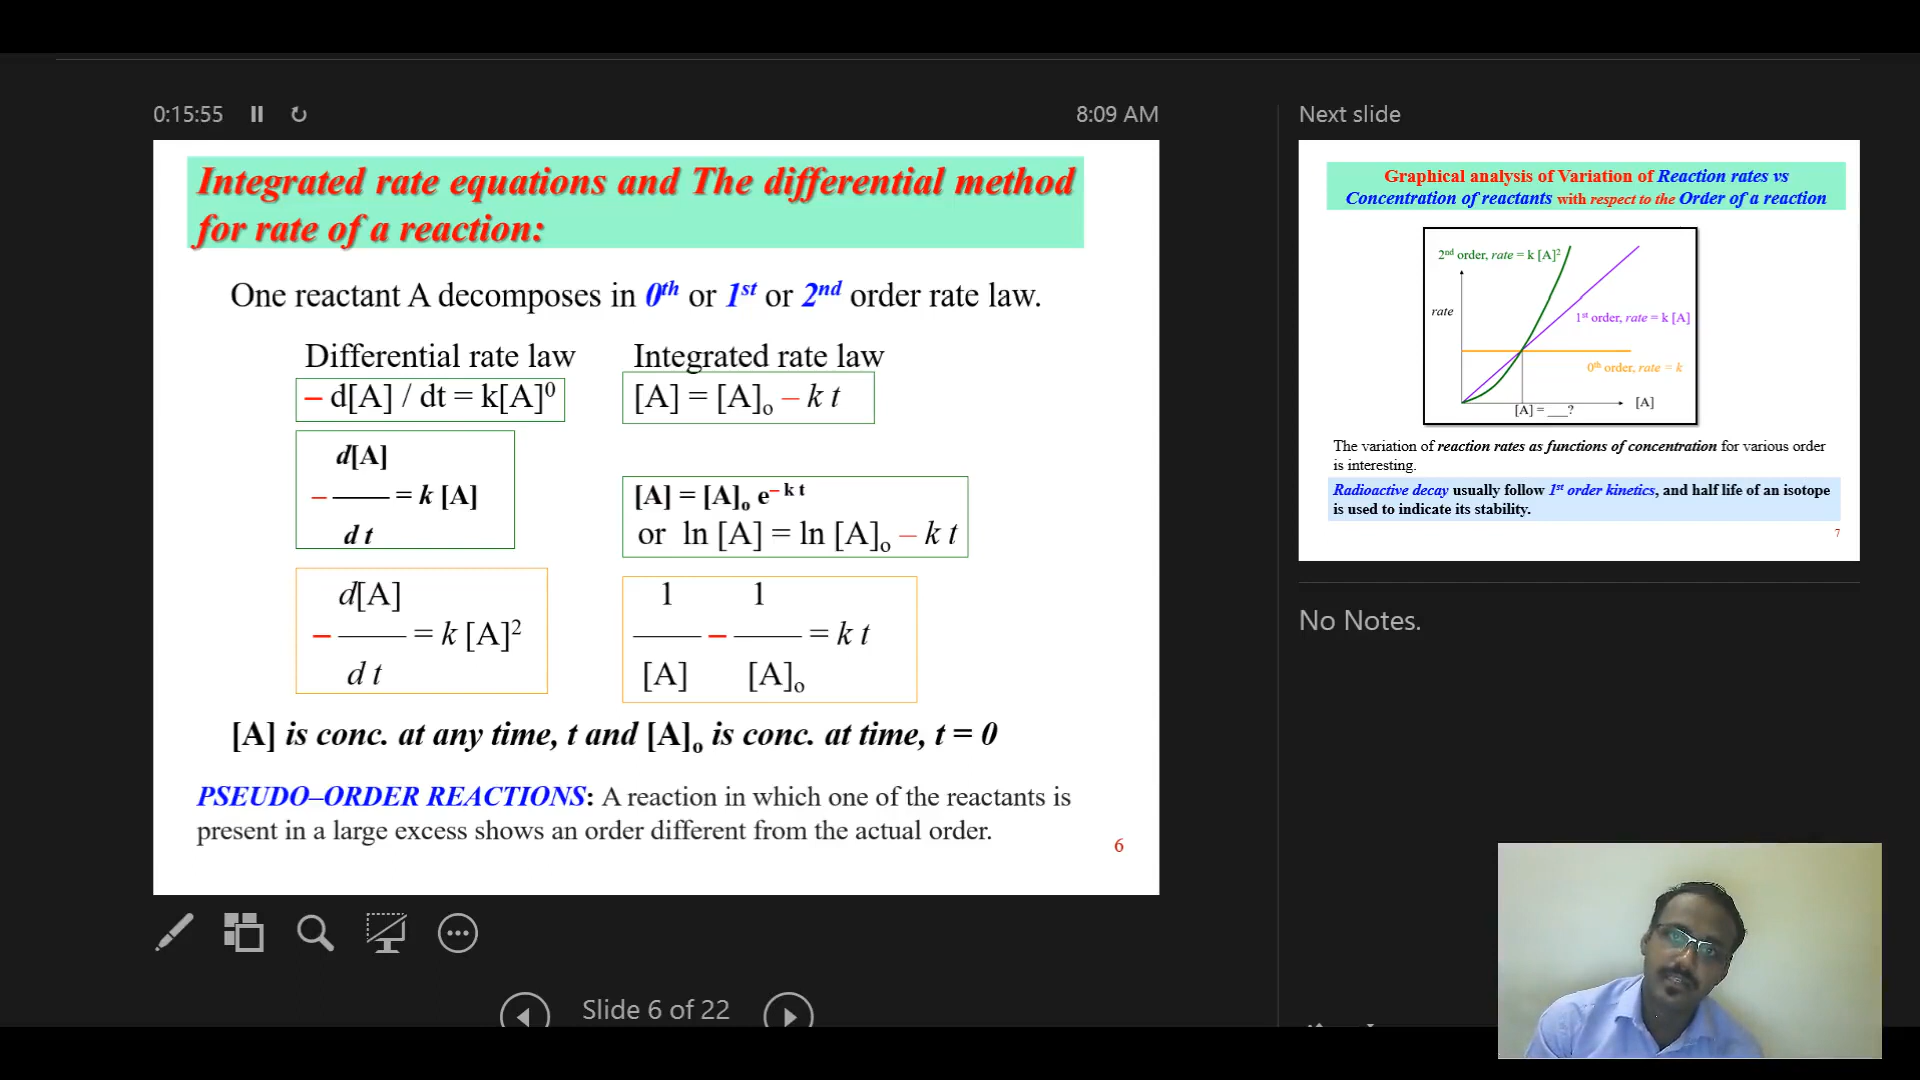 0:15:55
8:09 AM
Next slide
Integrated rate equations and The differential method
for rate of a reaction:
One reactant A decomposes in 0th or 1st or 2nd order rate law.
Differential rate law
Integrated rate law
– d[A] / dt = k[A]⁰
[A] = [A]ₒ – k t
d[A]
– —— = k [A]
d t
[A] = [A]ₒ e⁻ ᵏ ᵗ
or ln [A] = ln [A]ₒ – k t
d[A]
– —— = k [A]²
d t
1 1
—— – —— = k t
[A] [A]ₒ
[A] is conc. at any time, t and [A]ₒ is conc. at time, t = 0
PSEUDO–ORDER REACTIONS: A reaction in which one of the reactants is
present in a large excess shows an order different from the actual order.
6
Slide 6 of 22
Graphical analysis of Variation of Reaction rates vs
Concentration of reactants with respect to the Order of a reaction
2nd order, rate = k [A]²
rate
1st order, rate = k [A]
0th order, rate = k
[A] = ___?
[A]
The variation of reaction rates as functions of concentration for various order
is interesting.
Radioactive decay usually follow 1st order kinetics, and half life of an isotope
is used to indicate its stability.
7
No Notes.